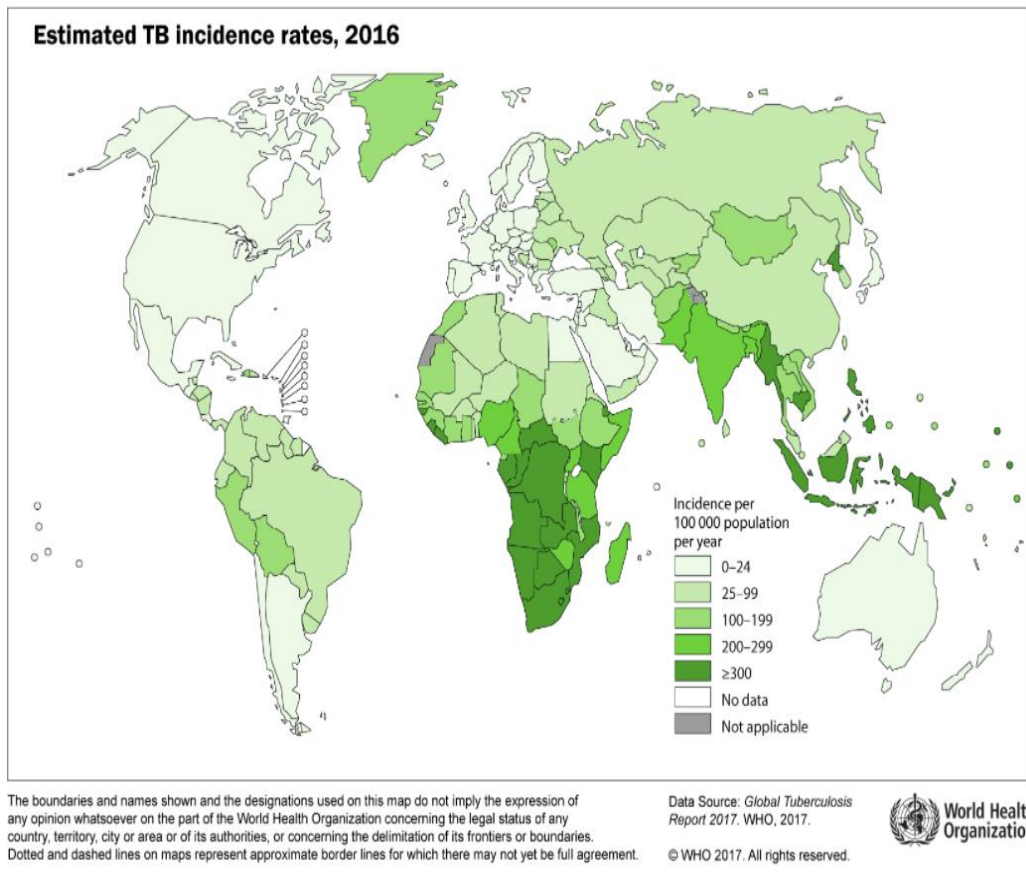 Estimated TB incidence rates, 2016
Incidence per
100 000 population
per year
0–24
25–99
100–199
200–299
≥300
No data
Not applicable
The boundaries and names shown and the designations used on this map do not imply the expression of
any opinion whatsoever on the part of the World Health Organization concerning the legal status of any
country, territory, city or area or of its authorities, or concerning the delimitation of its frontiers or boundaries.
Dotted and dashed lines on maps represent approximate border lines for which there may not yet be full agreement.
Data Source: Global Tuberculosis
Report 2017. WHO, 2017.
© WHO 2017. All rights reserved.
World Healt
Organizatio